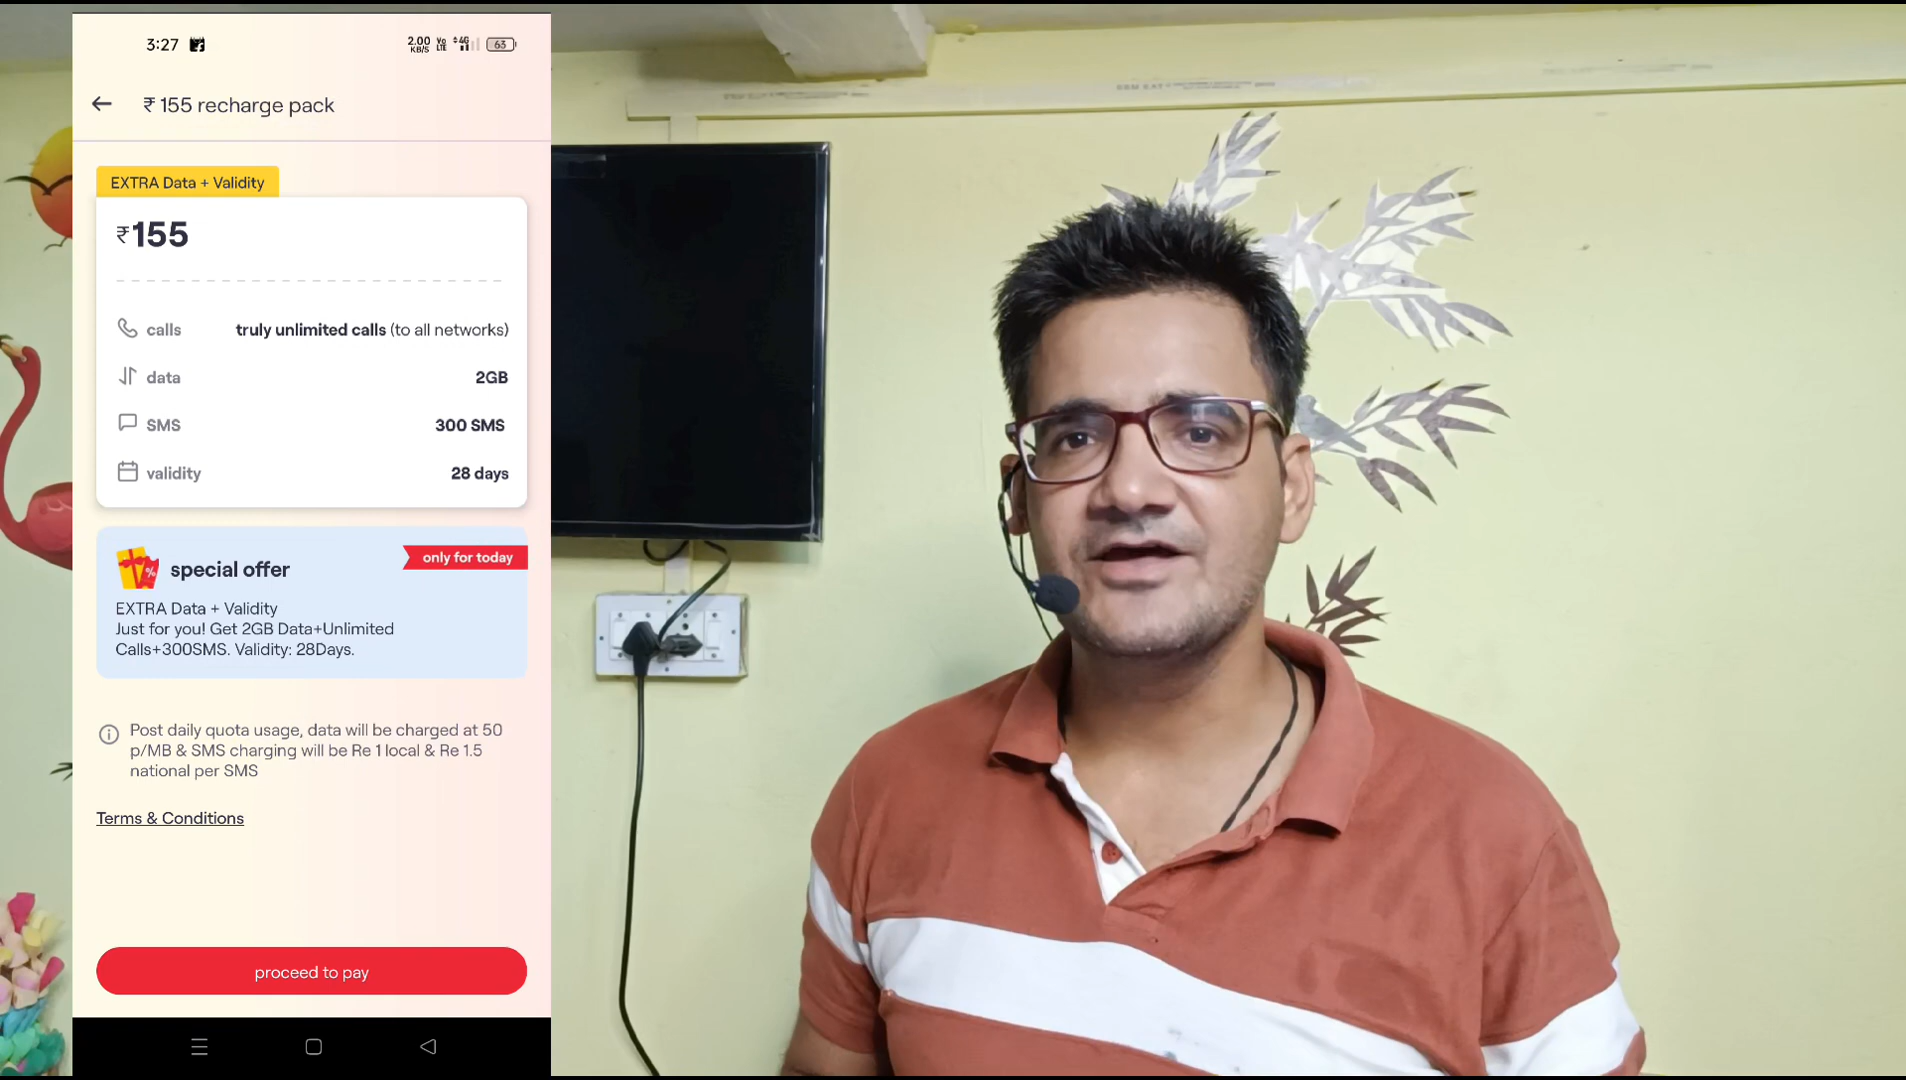 3:27
2.00 KB/S Vo LTE 4G 63
₹ 155 recharge pack
EXTRA Data + Validity
₹155
calls truly unlimited calls (to all networks)
data 2GB
SMS 300 SMS
validity 28 days
special offer
only for today
EXTRA Data + Validity
Just for you! Get 2GB Data+Unlimited
Calls+300SMS. Validity: 28Days.
Post daily quota usage, data will be charged at 50
p/MB & SMS charging will be Re 1 local & Re 1.5
national per SMS
Terms & Conditions
proceed to pay